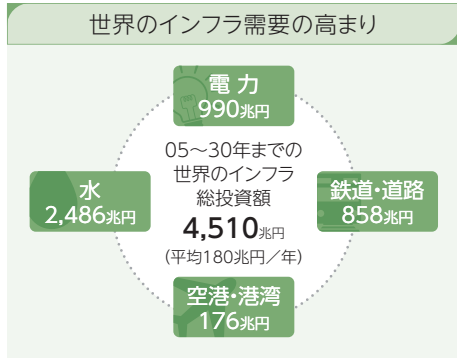 世界のインフラ需要の高まり
電力
990兆円
05〜30年までの
世界のインフラ
総投資額
4,510兆円
(平均180兆円／年)
水
2,486兆円
鉄道・道路
858兆円
空港・港湾
176兆円